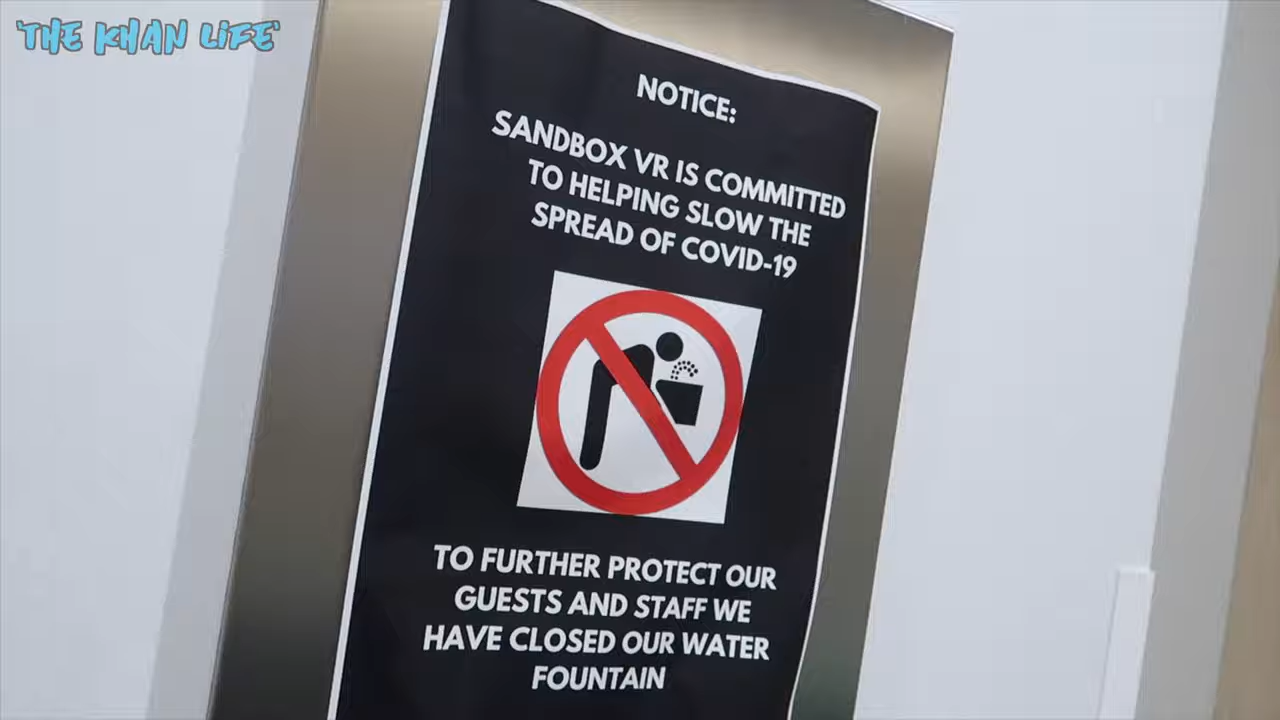 'THE KHAN LIFE'
NOTICE:
SANDBOX VR IS COMMITTED
TO HELPING SLOW THE
SPREAD OF COVID-19
TO FURTHER PROTECT OUR
GUESTS AND STAFF WE
HAVE CLOSED OUR WATER
FOUNTAIN